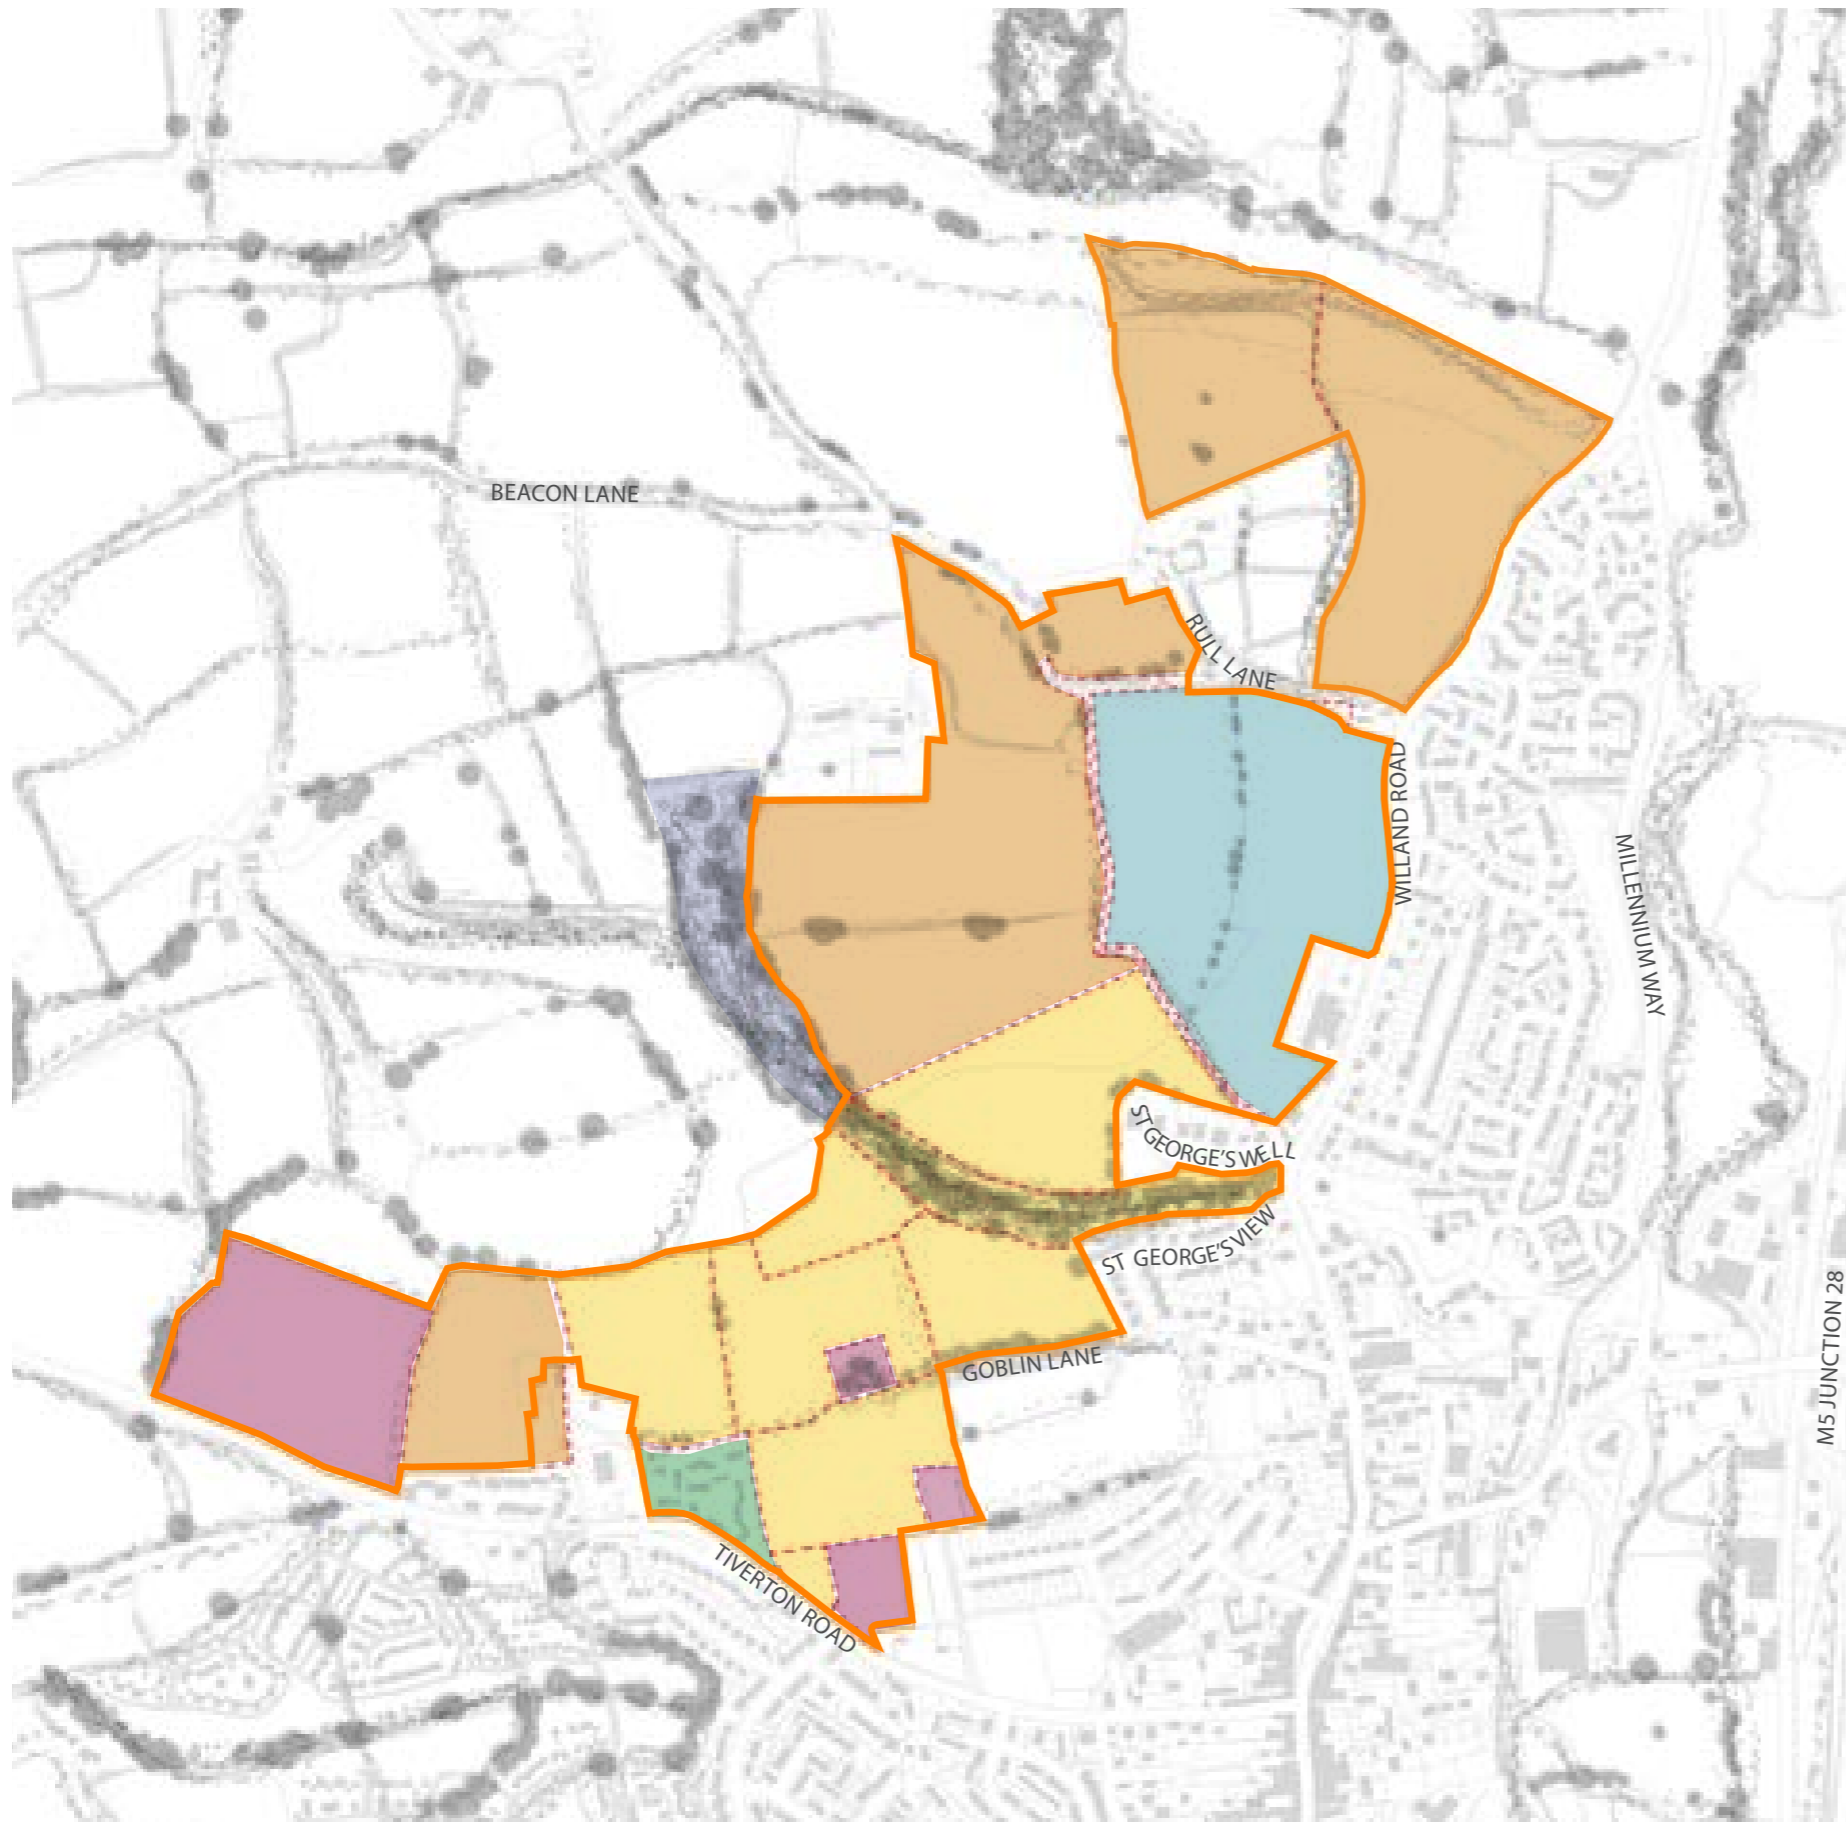 BEACON LANE
RULL LANE
WILLAND ROAD
MILLENNIUM WAY
ST GEORGE'S WELL
ST GEORGE'S VIEW
GOBLIN LANE
M5 JUNCTION 28
TIVERTON ROAD